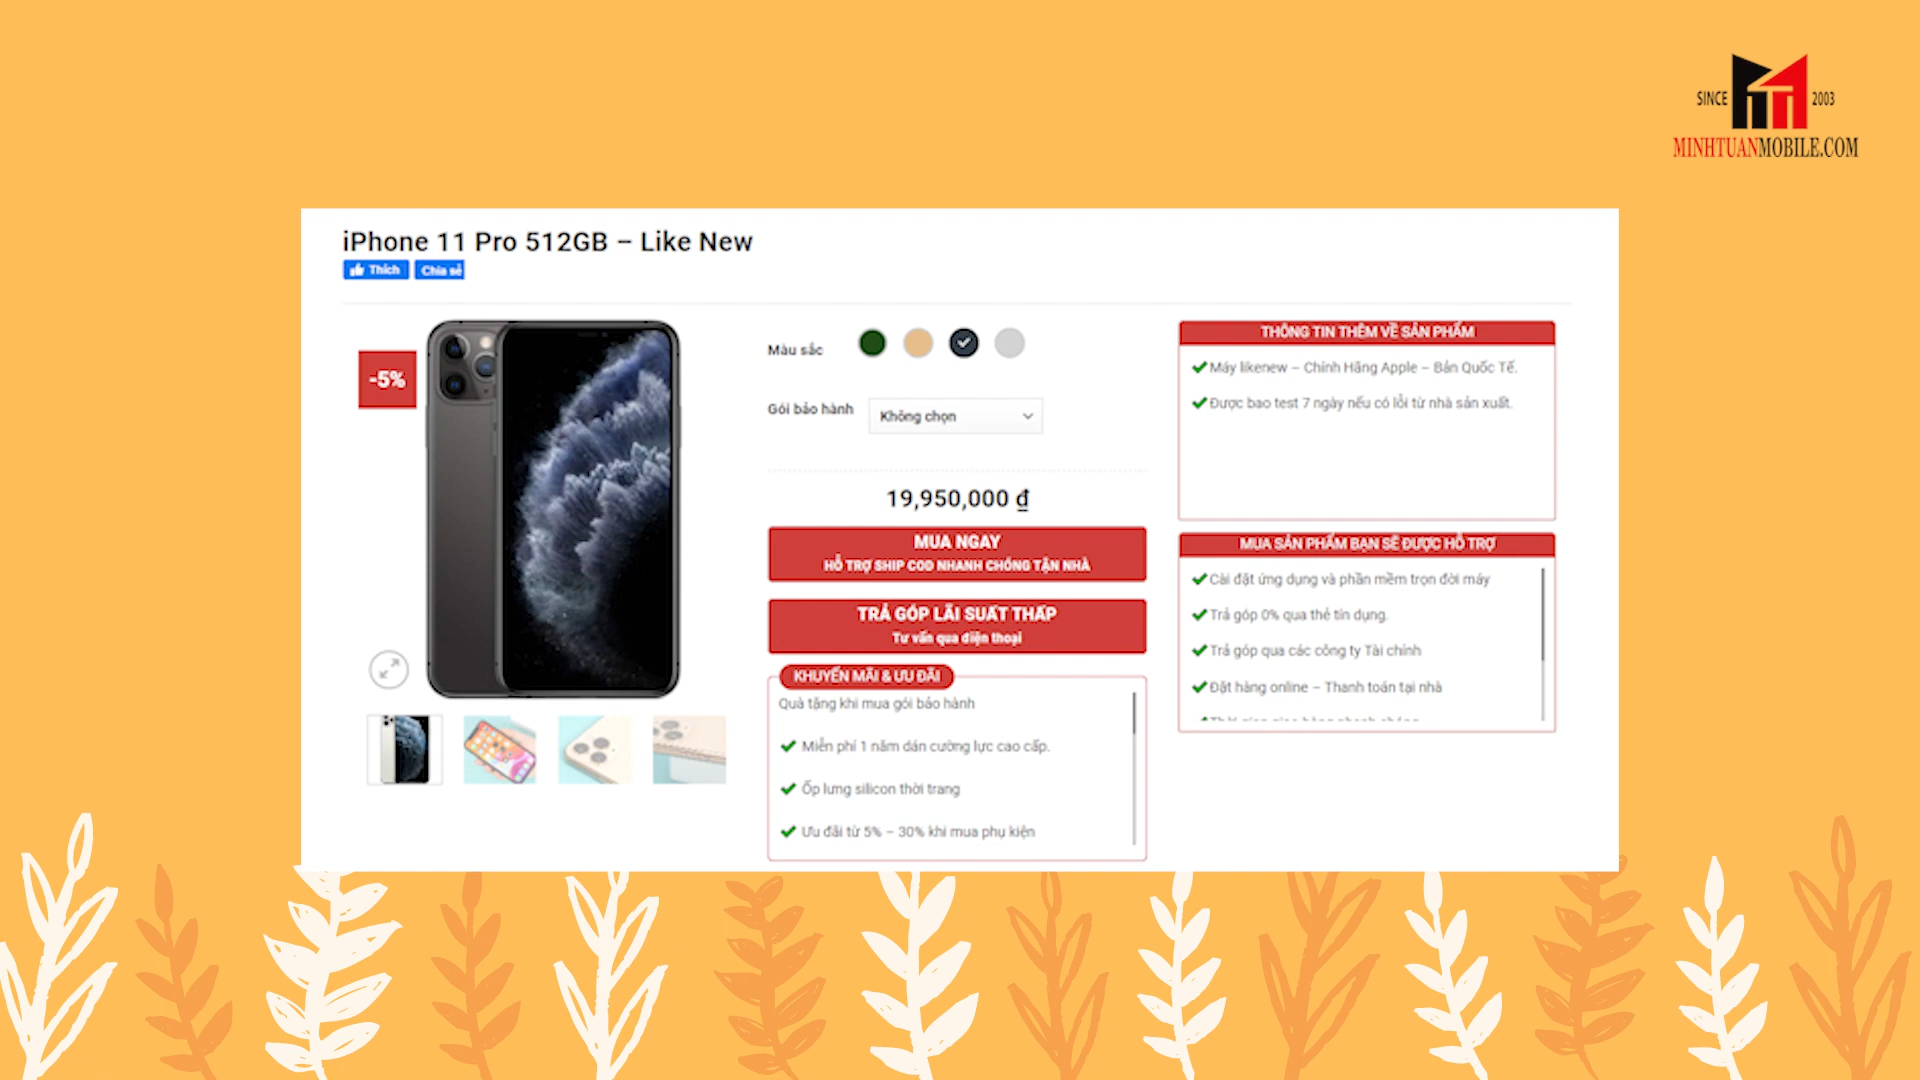 SINCE 2003
MINHTUANMOBILE.COM
iPhone 11 Pro 512GB – Like New
Thích Chia sẻ
-5%
Màu sắc
Gói bảo hành Không chọn
19,950,000 ₫
MUA NGAY
HỖ TRỢ SHIP COD NHANH CHÓNG TẬN NHÀ
TRẢ GÓP LÃI SUẤT THẤP
Tư vấn qua điện thoại
KHUYẾN MÃI & ƯU ĐÃI
Quà tặng khi mua gói bảo hành
Miễn phí 1 năm dán cường lực cao cấp.
Ốp lưng silicon thời trang
Ưu đãi từ 5% – 30% khi mua phụ kiện
THÔNG TIN THÊM VỀ SẢN PHẨM
Máy likenew – Chính Hãng Apple – Bản Quốc Tế.
Được bao test 7 ngày nếu có lỗi từ nhà sản xuất.
MUA SẢN PHẨM BẠN SẼ ĐƯỢC HỖ TRỢ
Cài đặt ứng dụng và phần mềm trọn đời máy
Trả góp 0% qua thẻ tín dụng.
Trả góp qua các công ty Tài chính
Đặt hàng online – Thanh toán tại nhà